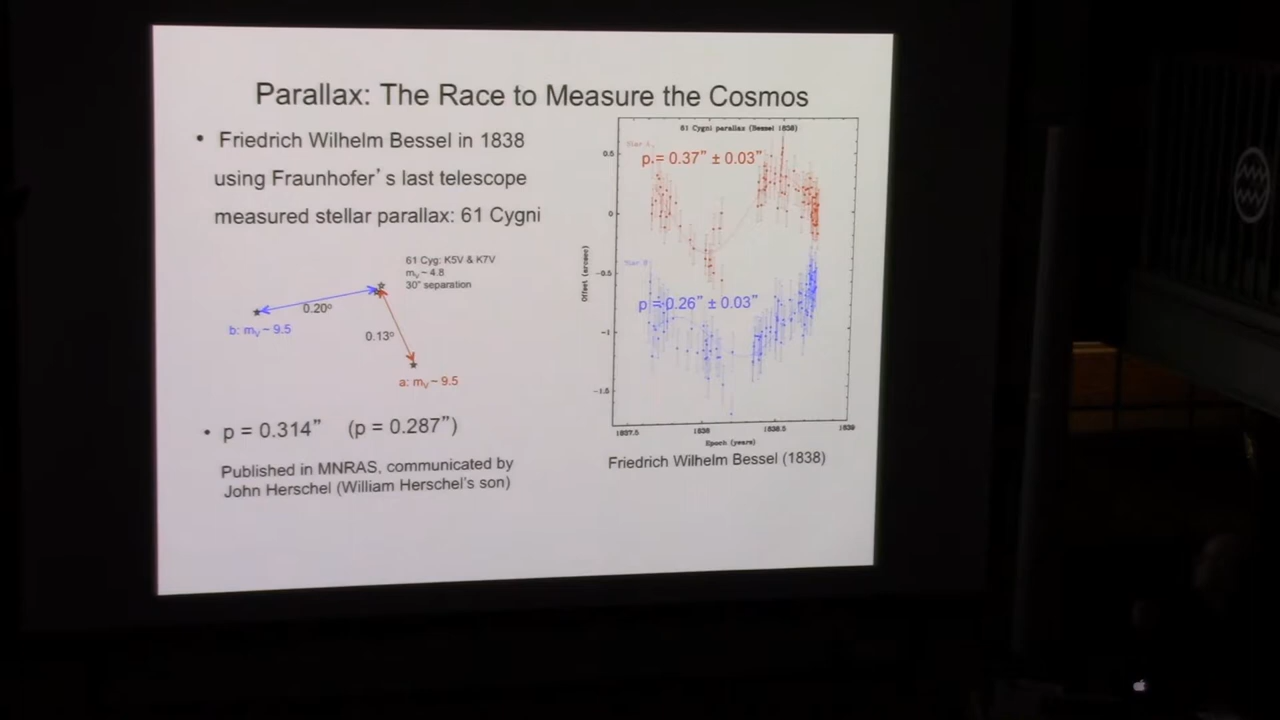 Parallax: The Race to Measure the Cosmos
• Friedrich Wilhelm Bessel in 1838
using Fraunhofer's last telescope
measured stellar parallax: 61 Cygni
61 Cyg: K5V & K7V
mV ~ 4.8
30" separation
0.20º
b: mV ~ 9.5
0.13º
a: mV ~ 9.5
• p = 0.314" (p = 0.287")
Published in MNRAS, communicated by
John Herschel (William Herschel's son)
61 Cygni parallax (Bessel 1838)
Star A
p = 0.37" ± 0.03"
Star B
p = 0.26" ± 0.03"
Offset (arcsec)
0.5
0
−0.5
−1
−1.5
1837.5 1838 1838.5 1839
Epoch (years)
Friedrich Wilhelm Bessel (1838)